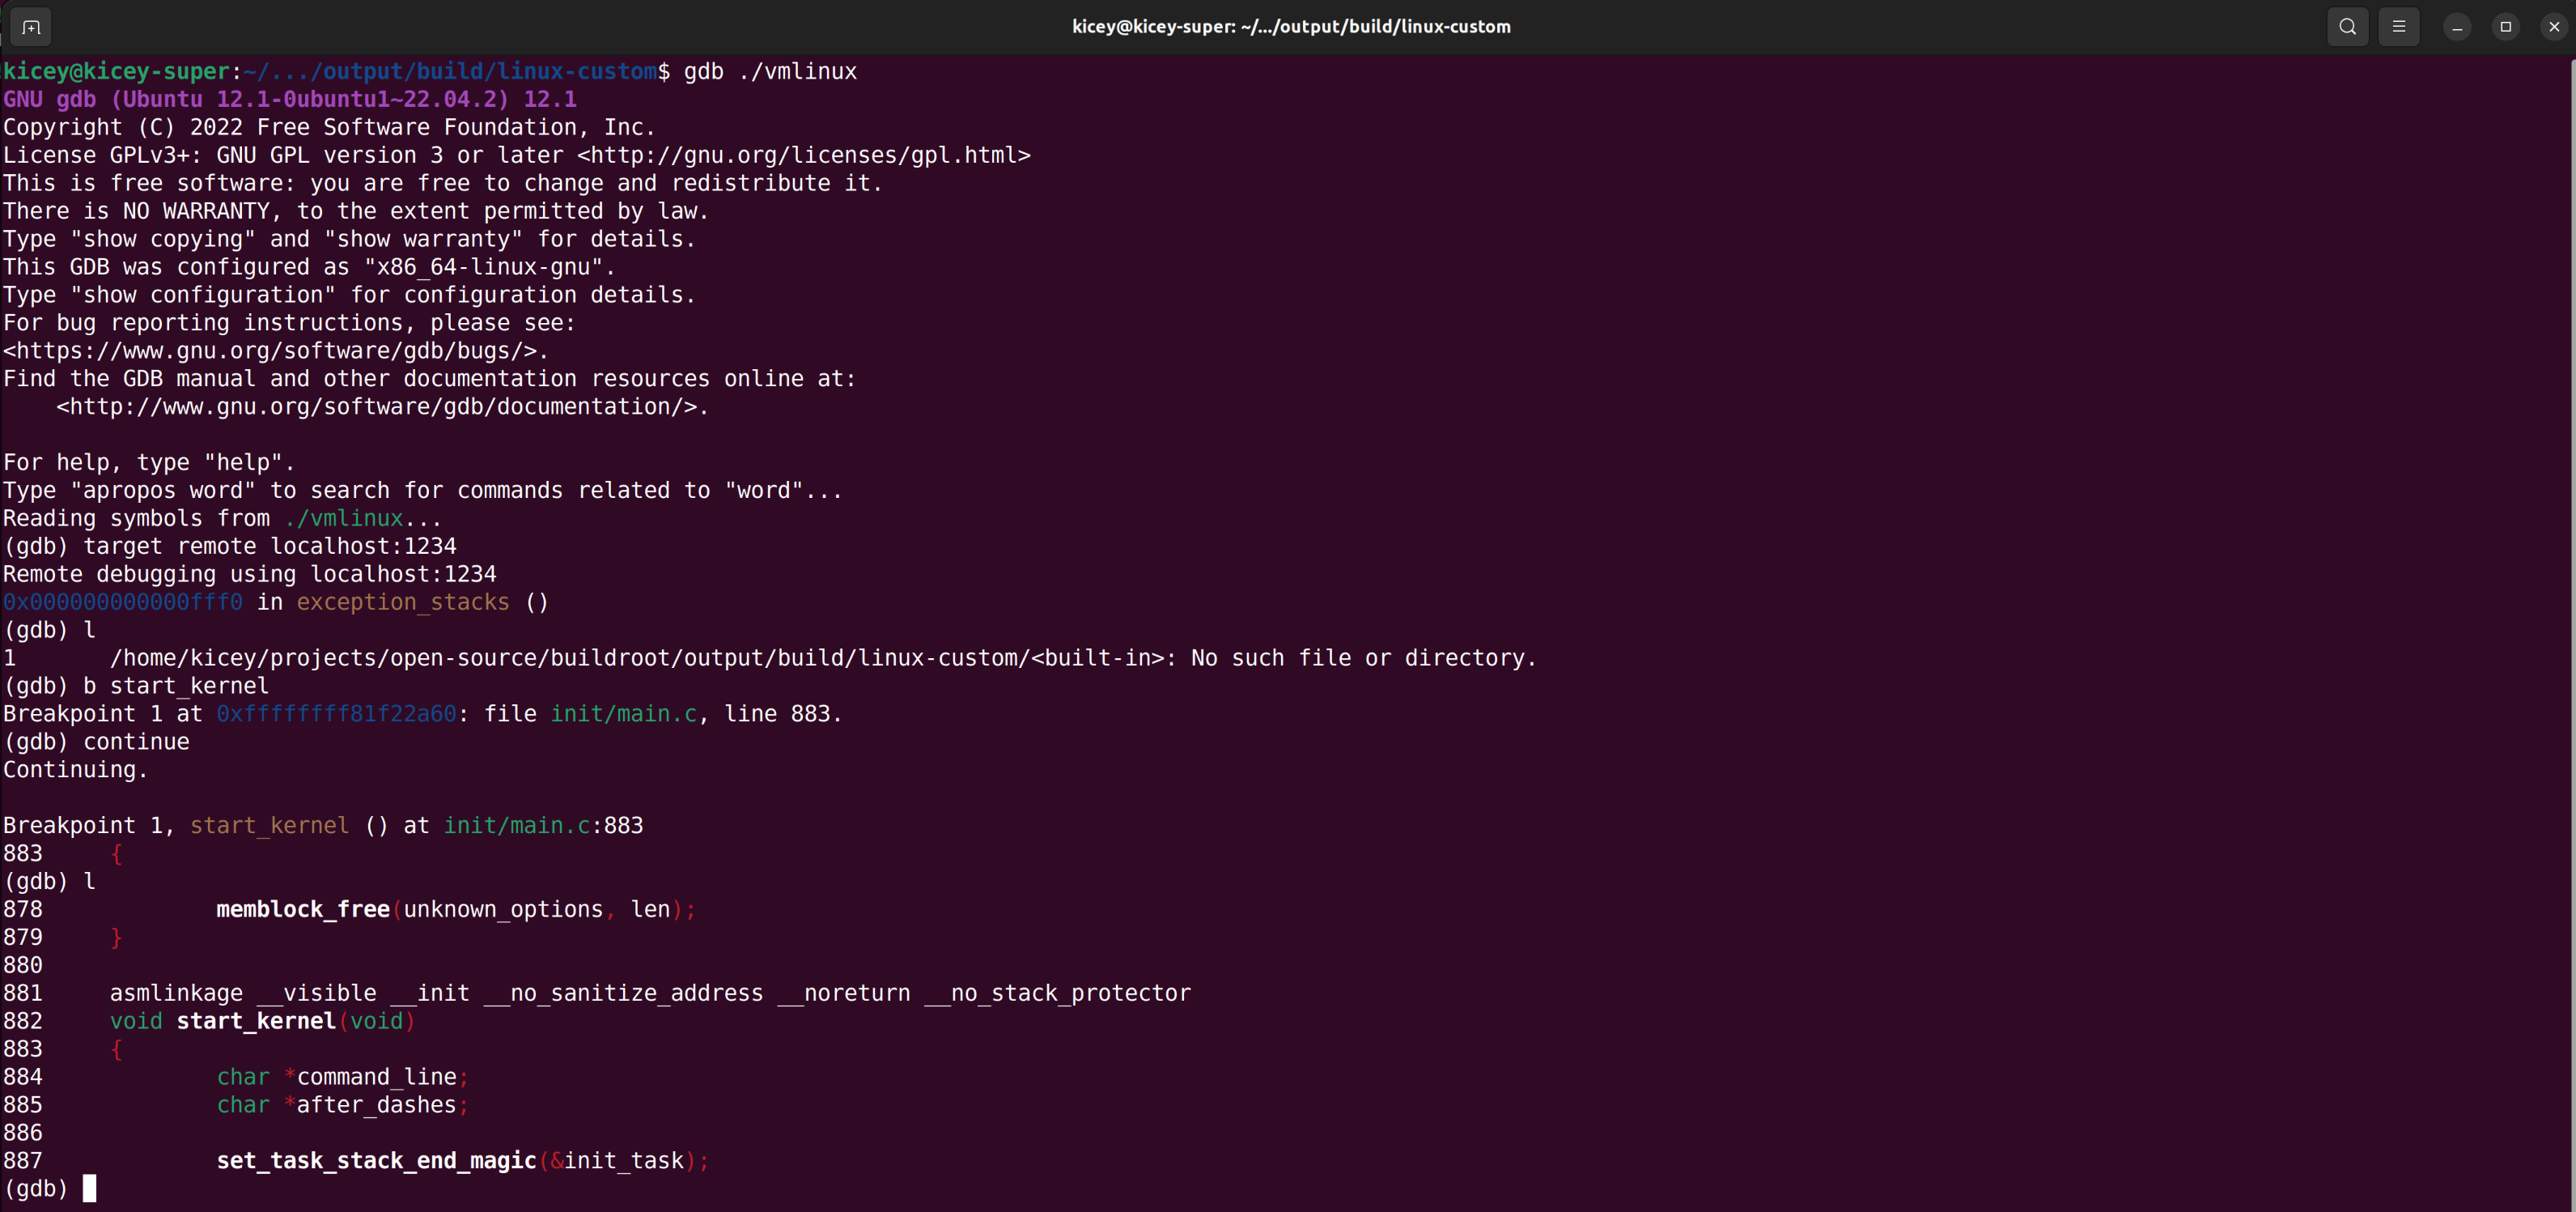 kicey@kicey-super: ~/.../output/build/linux-custom
kicey@kicey-super:~/.../output/build/linux-custom$ gdb ./vmlinux
GNU gdb (Ubuntu 12.1-0ubuntu1~22.04.2) 12.1
Copyright (C) 2022 Free Software Foundation, Inc.
License GPLv3+: GNU GPL version 3 or later <http://gnu.org/licenses/gpl.html>
This is free software: you are free to change and redistribute it.
There is NO WARRANTY, to the extent permitted by law.
Type "show copying" and "show warranty" for details.
This GDB was configured as "x86_64-linux-gnu".
Type "show configuration" for configuration details.
For bug reporting instructions, please see:
<https://www.gnu.org/software/gdb/bugs/>.
Find the GDB manual and other documentation resources online at:
    <http://www.gnu.org/software/gdb/documentation/>.

For help, type "help".
Type "apropos word" to search for commands related to "word"...
Reading symbols from ./vmlinux...
(gdb) target remote localhost:1234
Remote debugging using localhost:1234
0x000000000000fff0 in exception_stacks ()
(gdb) l
1       /home/kicey/projects/open-source/buildroot/output/build/linux-custom/<built-in>: No such file or directory.
(gdb) b start_kernel
Breakpoint 1 at 0xffffffff81f22a60: file init/main.c, line 883.
(gdb) continue
Continuing.

Breakpoint 1, start_kernel () at init/main.c:883
883     {
(gdb) l
878             memblock_free(unknown_options, len);
879     }
880
881     asmlinkage __visible __init __no_sanitize_address __noreturn __no_stack_protector
882     void start_kernel(void)
883     {
884             char *command_line;
885             char *after_dashes;
886
887             set_task_stack_end_magic(&init_task);
(gdb)